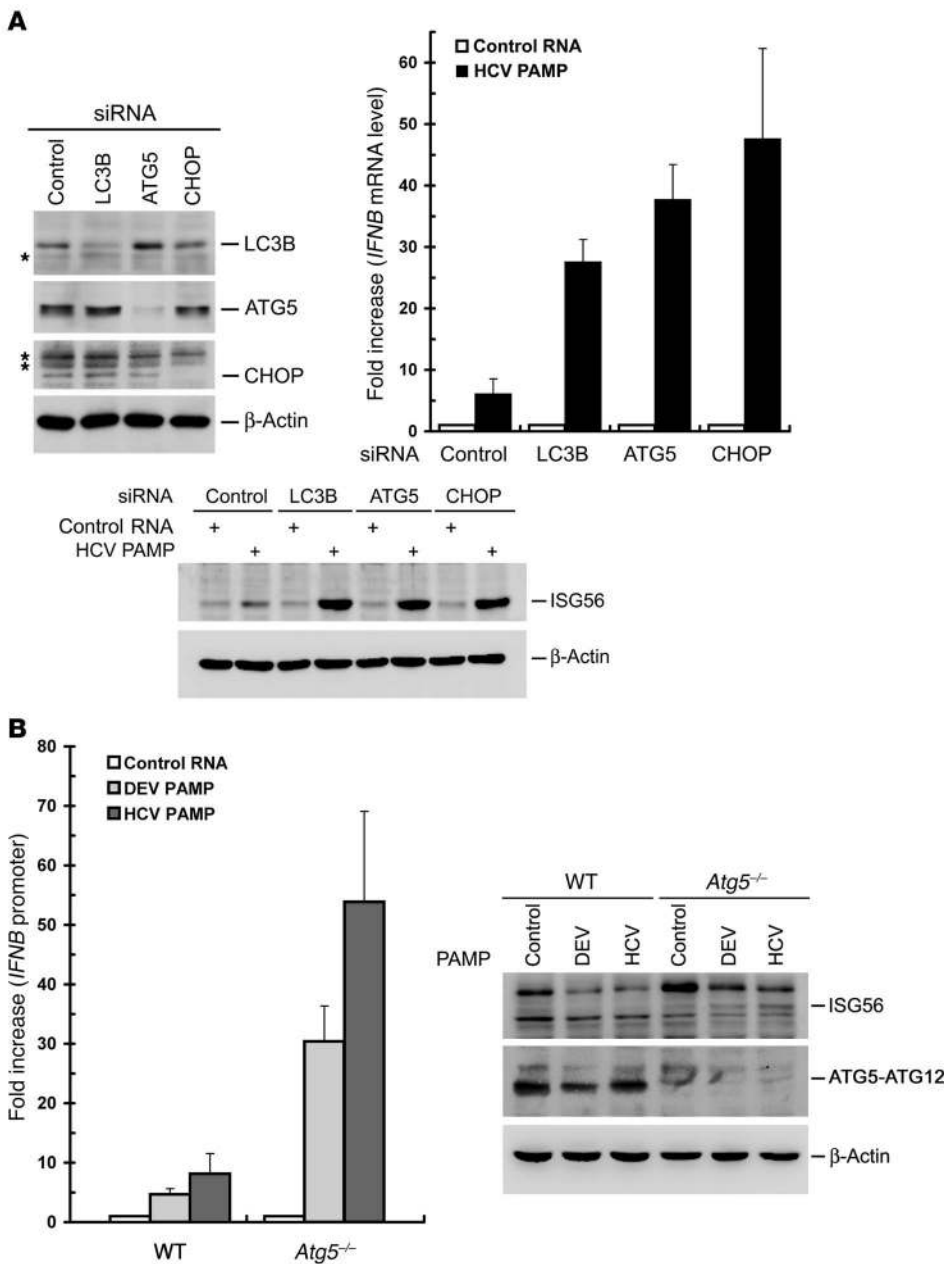 A
siRNA
Control LC3B ATG5 CHOP
*
LC3B
ATG5
*
*
CHOP
β-Actin
Control RNA
HCV PAMP
Fold increase (IFNB mRNA level)
60
50
40
30
20
10
0
siRNA Control LC3B ATG5 CHOP
siRNA Control LC3B ATG5 CHOP
Control RNA + + + +
HCV PAMP + + + +
ISG56
β-Actin
B
Control RNA
DEV PAMP
HCV PAMP
Fold increase (IFNB promoter)
80
70
60
50
40
30
20
10
0
WT Atg5–/–
WT Atg5–/–
PAMP Control DEV HCV Control DEV HCV
ISG56
ATG5-ATG12
β-Actin